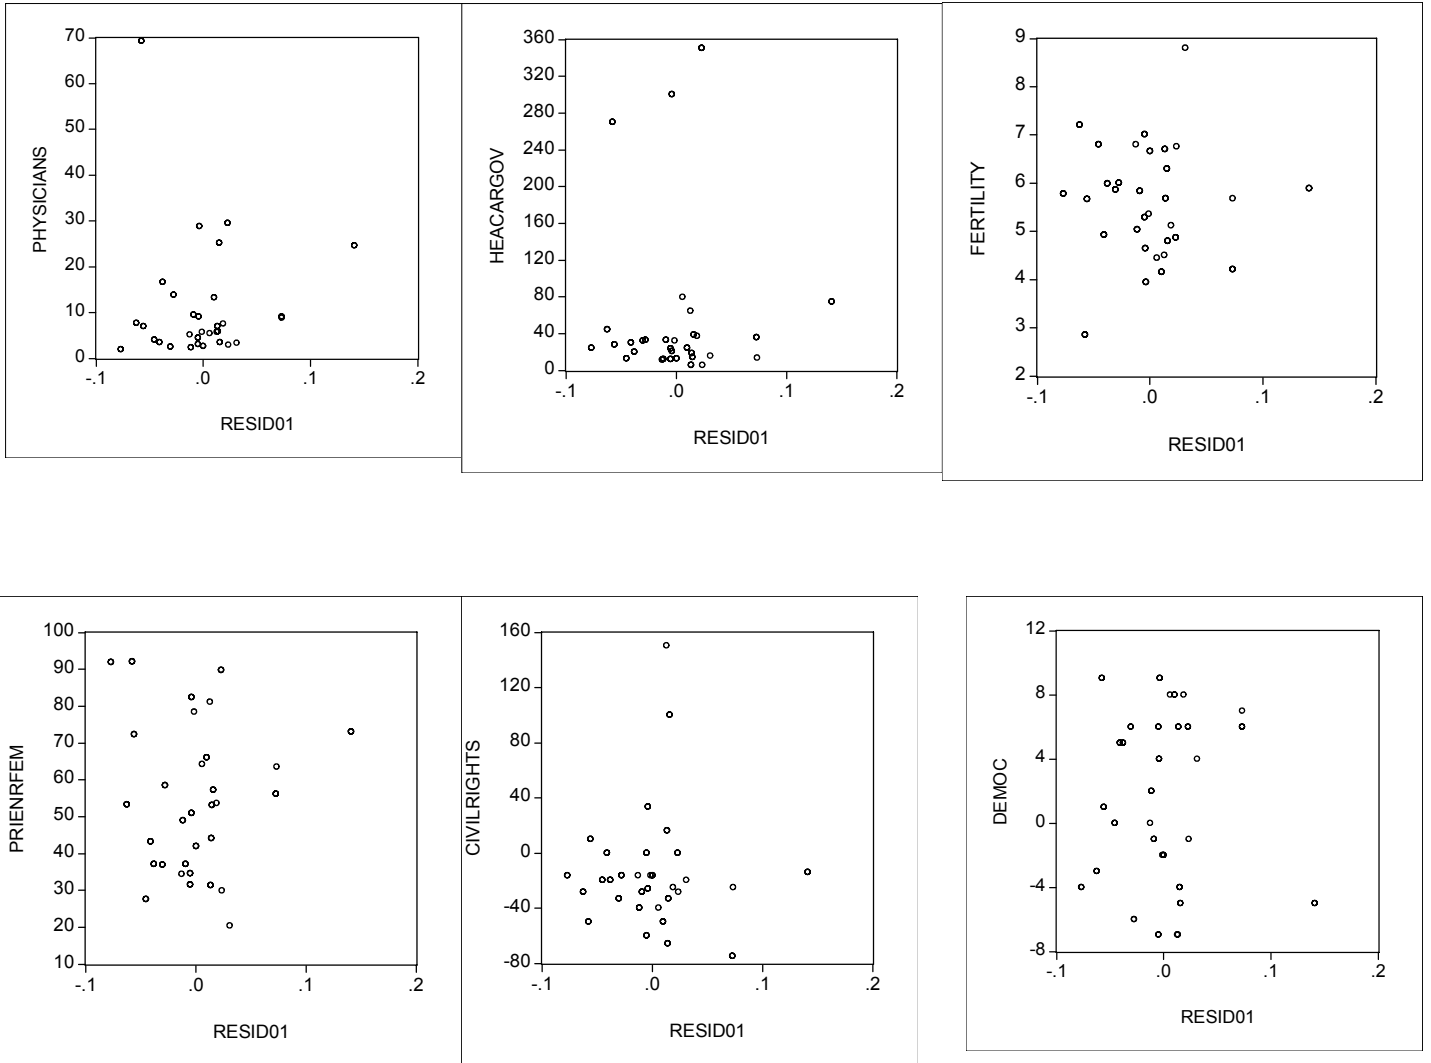 70
60
50
40
30
20
10
0
-.1 .0 .1 .2
PHYSICIANS
RESID01
360
320
280
240
200
160
120
80
40
0
-.1 .0 .1 .2
HEACARGOV
RESID01
9
8
7
6
5
4
3
2
-.1 .0 .1 .2
FERTILITY
RESID01
100
90
80
70
60
50
40
30
20
10
-.1 .0 .1 .2
PRIENRFEM
RESID01
160
120
80
40
0
-40
-80
-.1 .0 .1 .2
CIVILRIGHTS
RESID01
12
8
4
0
-4
-8
-.1 .0 .1 .2
DEMOC
RESID01